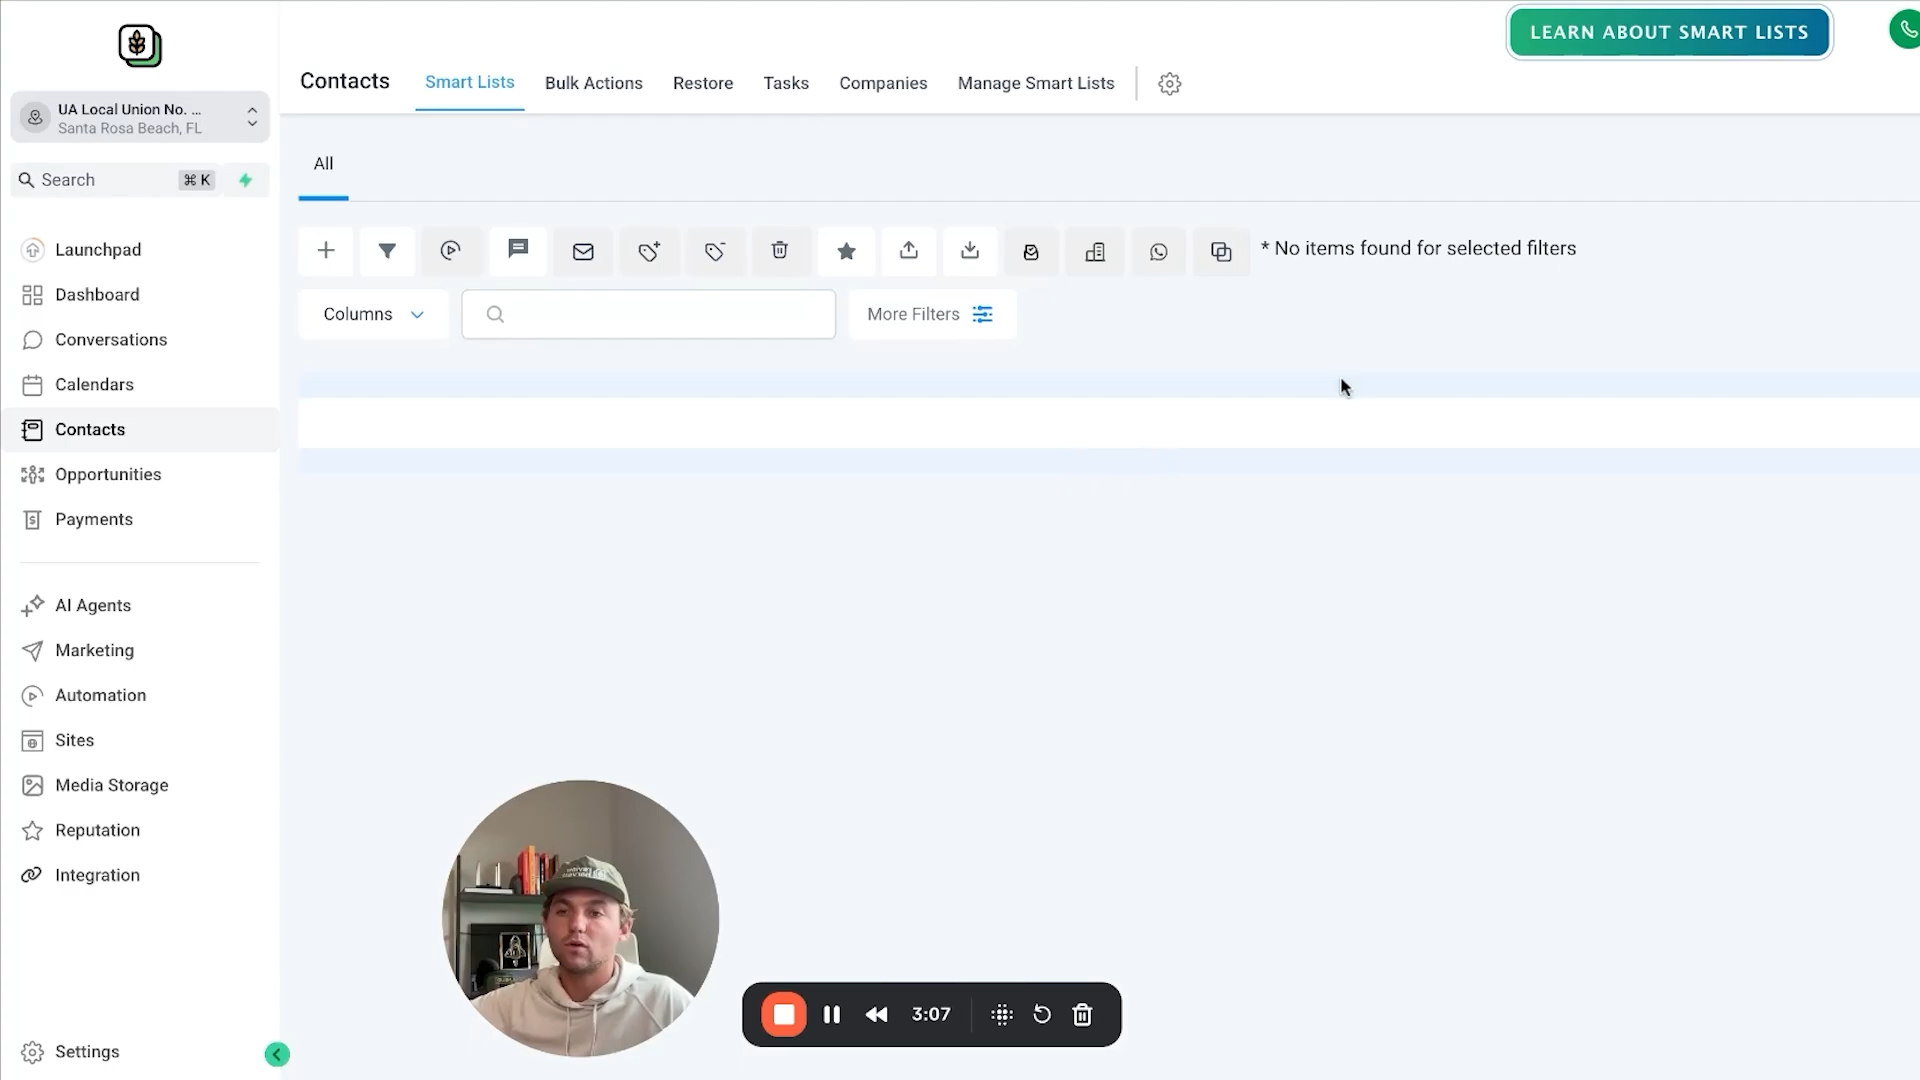 LEARN ABOUT SMART LISTS
Contacts
Smart Lists
Bulk Actions
Restore
Tasks
Companies
Manage Smart Lists
UA Local Union No. ...
Santa Rosa Beach, FL
Search
⌘ K
All
* No items found for selected filters
Columns
More Filters
Launchpad
Dashboard
Conversations
Calendars
Contacts
Opportunities
Payments
AI Agents
Marketing
Automation
Sites
Media Storage
Reputation
Integration
Settings
3:07